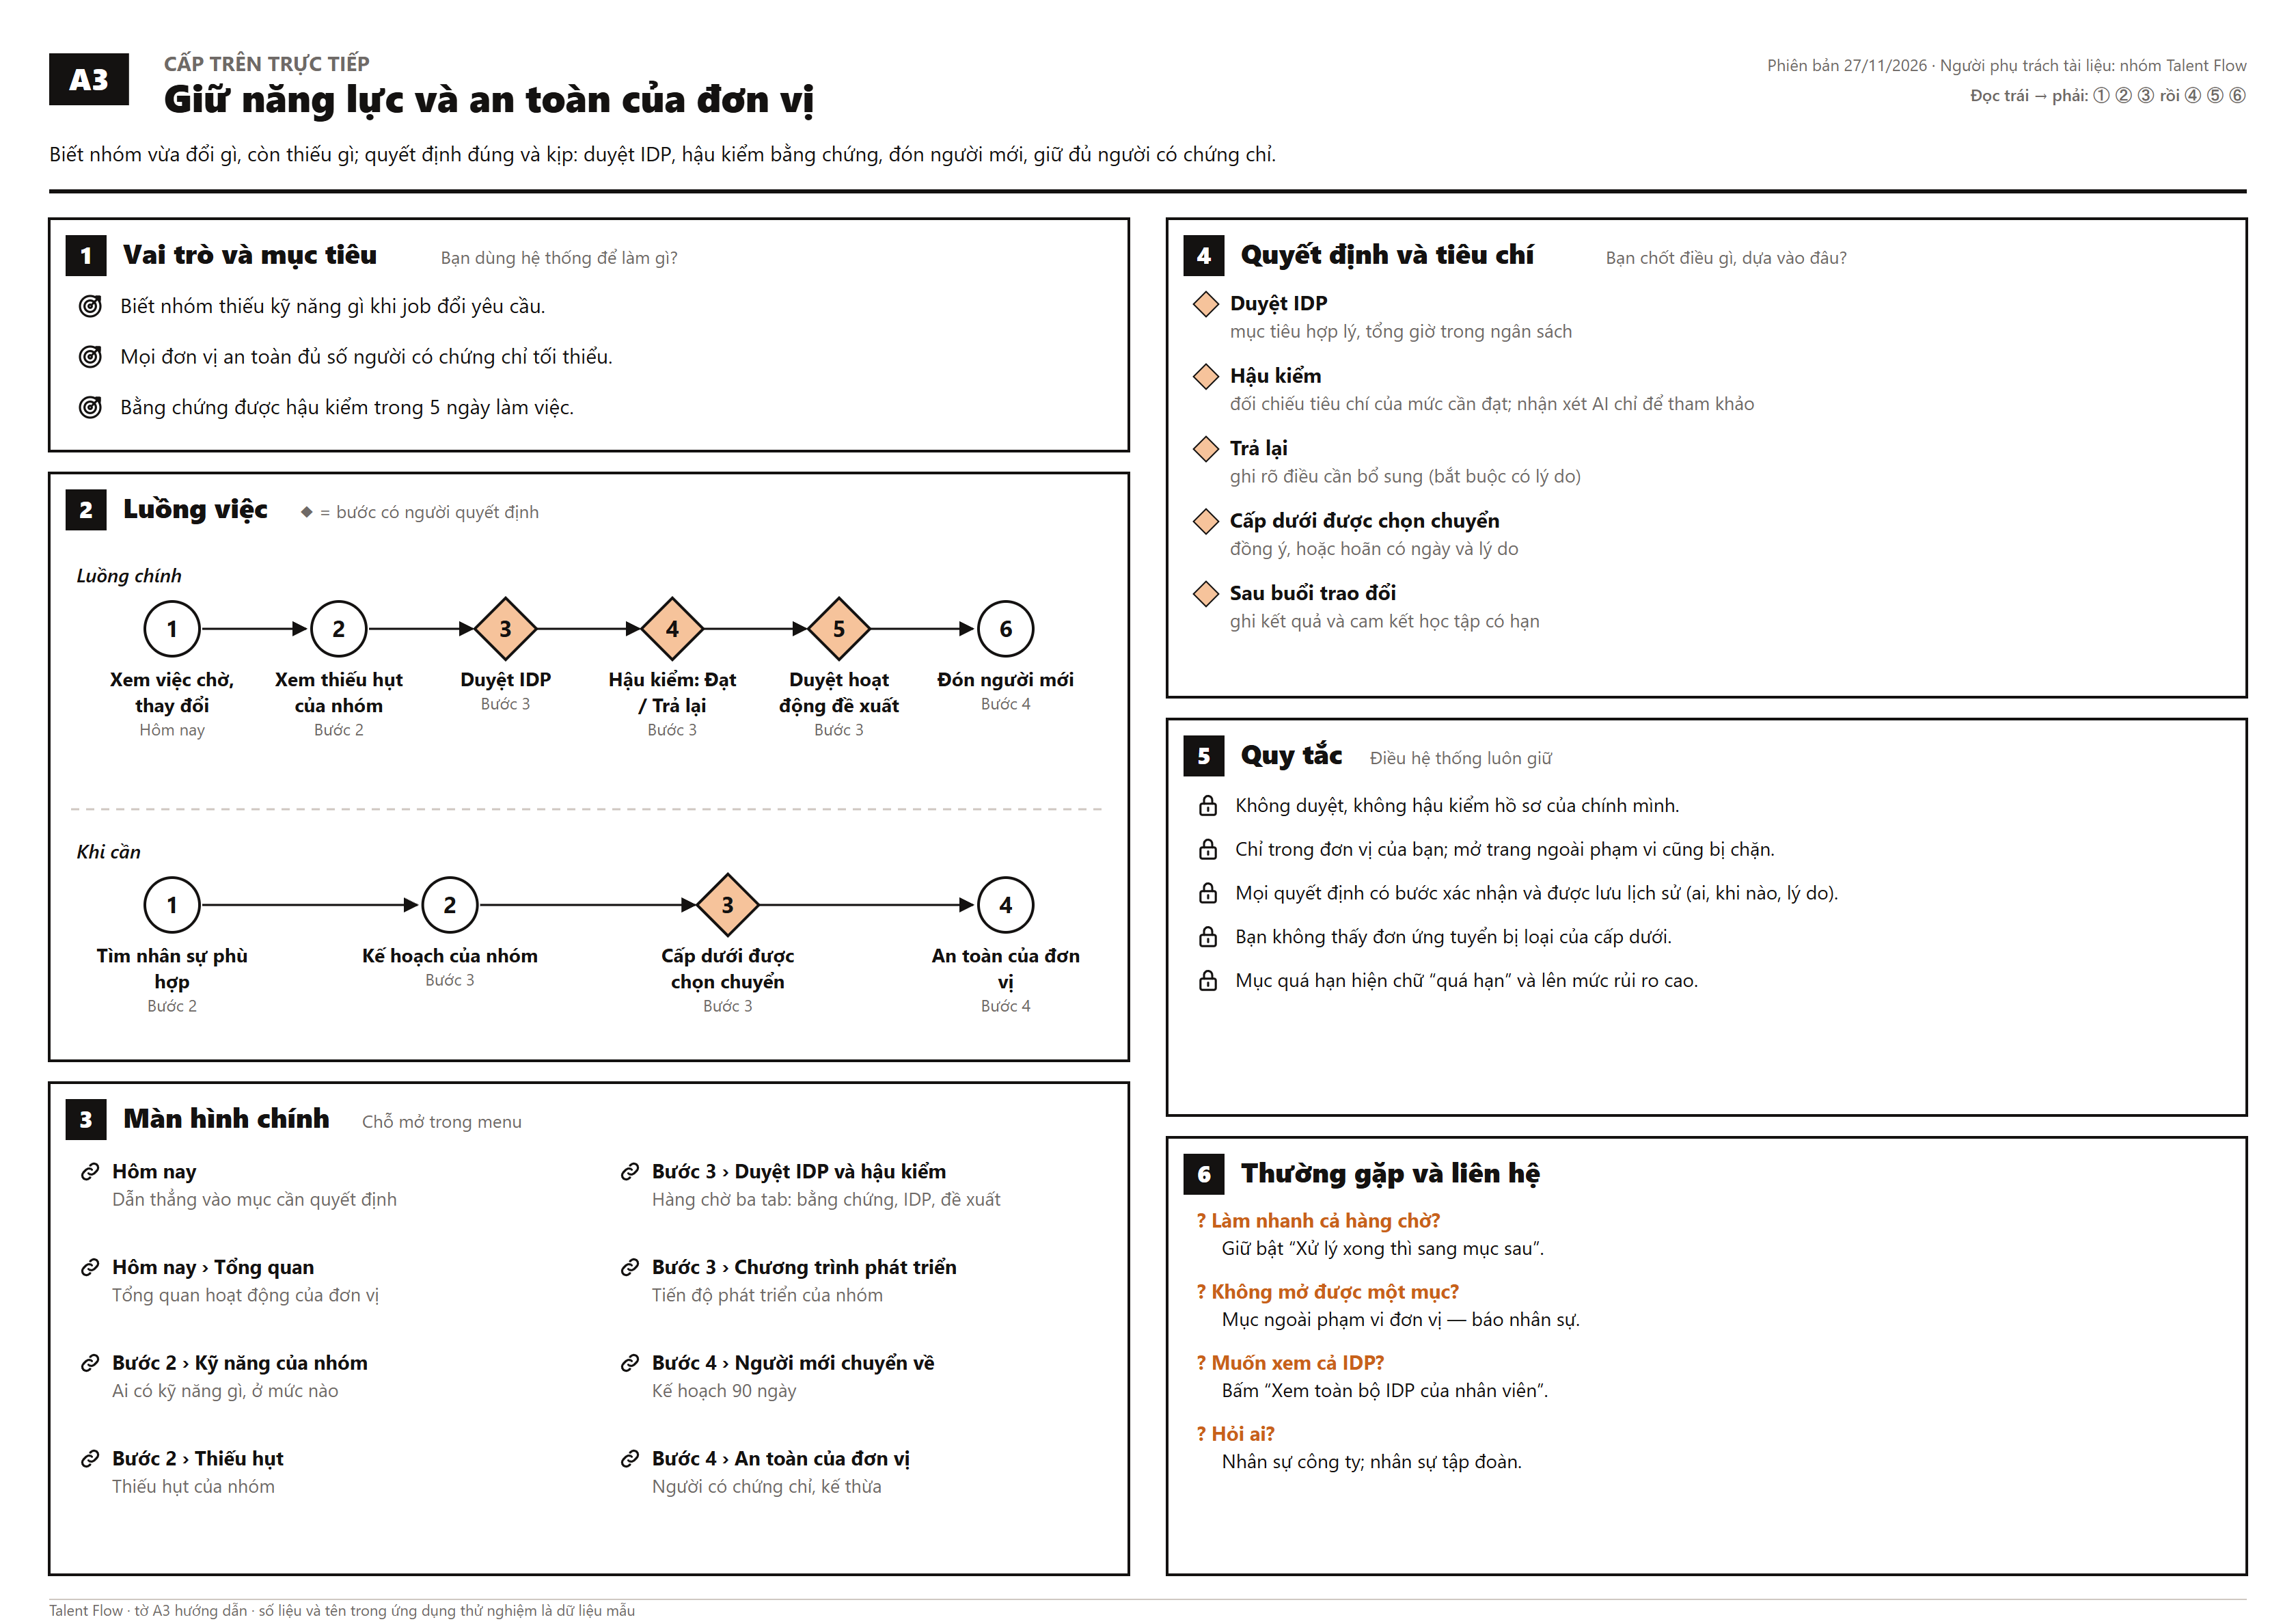 A3
CẤP TRÊN TRỰC TIẾP
Giữ năng lực và an toàn của đơn vị
Phiên bản 27/11/2026 · Người phụ trách tài liệu: nhóm Talent Flow
Đọc trái → phải: ① ② ③ rồi ④ ⑤ ⑥
Biết nhóm vừa đổi gì, còn thiếu gì; quyết định đúng và kịp: duyệt IDP, hậu kiểm bằng chứng, đón người mới, giữ đủ người có chứng chỉ.
1 Vai trò và mục tiêu Bạn dùng hệ thống để làm gì?
Biết nhóm thiếu kỹ năng gì khi job đổi yêu cầu.
Mọi đơn vị an toàn đủ số người có chứng chỉ tối thiểu.
Bằng chứng được hậu kiểm trong 5 ngày làm việc.
2 Luồng việc ◆ = bước có người quyết định
Luồng chính
1 2 3 4 5 6
Xem việc chờ, Xem thiếu hụt Duyệt IDP Hậu kiểm: Đạt Duyệt hoạt Đón người mới
thay đổi của nhóm Bước 3 / Trả lại động đề xuất Bước 4
Hôm nay Bước 2 Bước 3 Bước 3
Khi cần
1 2 3 4
Tìm nhân sự phù Kế hoạch của nhóm Cấp dưới được An toàn của đơn
hợp Bước 3 chọn chuyển vị
Bước 2 Bước 3 Bước 4
3 Màn hình chính Chỗ mở trong menu
Hôm nay Bước 3 › Duyệt IDP và hậu kiểm
Dẫn thẳng vào mục cần quyết định Hàng chờ ba tab: bằng chứng, IDP, đề xuất
Hôm nay › Tổng quan Bước 3 › Chương trình phát triển
Tổng quan hoạt động của đơn vị Tiến độ phát triển của nhóm
Bước 2 › Kỹ năng của nhóm Bước 4 › Người mới chuyển về
Ai có kỹ năng gì, ở mức nào Kế hoạch 90 ngày
Bước 2 › Thiếu hụt Bước 4 › An toàn của đơn vị
Thiếu hụt của nhóm Người có chứng chỉ, kế thừa
4 Quyết định và tiêu chí Bạn chốt điều gì, dựa vào đâu?
Duyệt IDP
mục tiêu hợp lý, tổng giờ trong ngân sách
Hậu kiểm
đối chiếu tiêu chí của mức cần đạt; nhận xét AI chỉ để tham khảo
Trả lại
ghi rõ điều cần bổ sung (bắt buộc có lý do)
Cấp dưới được chọn chuyển
đồng ý, hoặc hoãn có ngày và lý do
Sau buổi trao đổi
ghi kết quả và cam kết học tập có hạn
5 Quy tắc Điều hệ thống luôn giữ
Không duyệt, không hậu kiểm hồ sơ của chính mình.
Chỉ trong đơn vị của bạn; mở trang ngoài phạm vi cũng bị chặn.
Mọi quyết định có bước xác nhận và được lưu lịch sử (ai, khi nào, lý do).
Bạn không thấy đơn ứng tuyển bị loại của cấp dưới.
Mục quá hạn hiện chữ “quá hạn” và lên mức rủi ro cao.
6 Thường gặp và liên hệ
? Làm nhanh cả hàng chờ?
Giữ bật “Xử lý xong thì sang mục sau”.
? Không mở được một mục?
Mục ngoài phạm vi đơn vị — báo nhân sự.
? Muốn xem cả IDP?
Bấm “Xem toàn bộ IDP của nhân viên”.
? Hỏi ai?
Nhân sự công ty; nhân sự tập đoàn.
Talent Flow · tờ A3 hướng dẫn · số liệu và tên trong ứng dụng thử nghiệm là dữ liệu mẫu